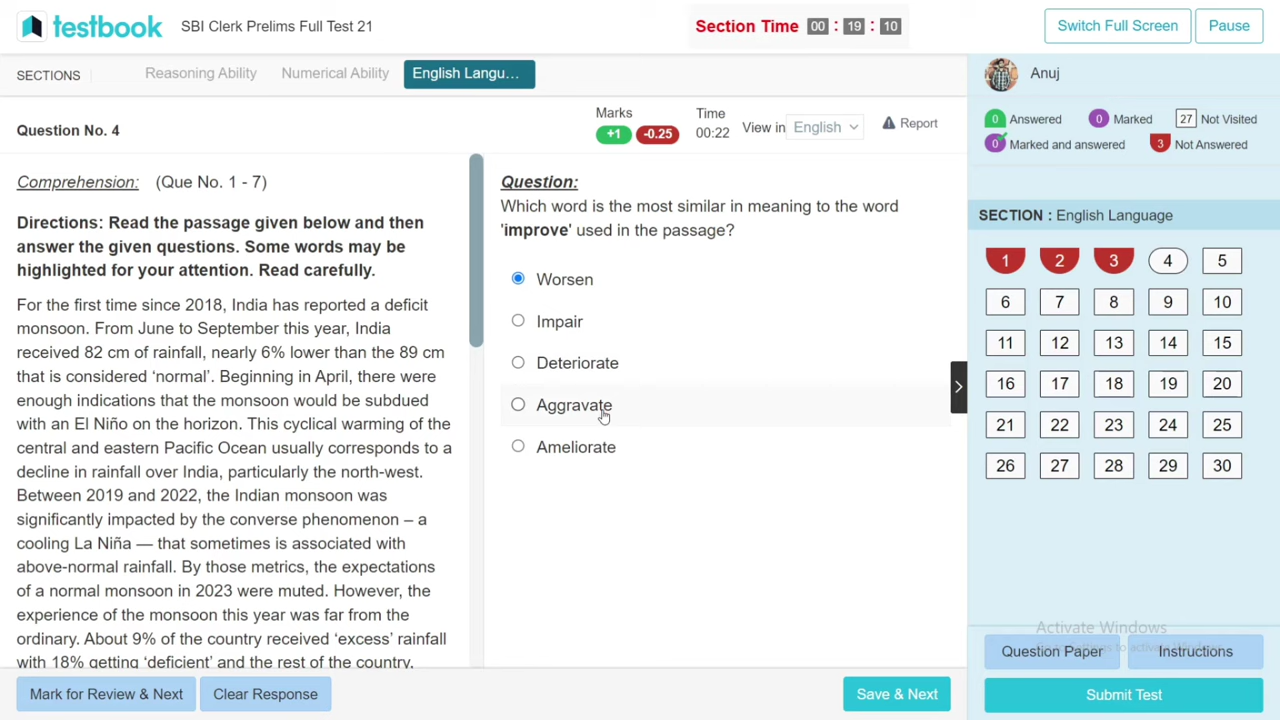 testbook SBI Clerk Prelims Full Test 21 Section Time 00 : 19 : 10 Switch Full Screen Pause
SECTIONS Reasoning Ability Numerical Ability English Langu...
Anuj
Question No. 4 Marks +1 -0.25 Time 00:22 View in English Report
0 Answered 0 Marked 27 Not Visited
0 Marked and answered 3 Not Answered
Comprehension: (Que No. 1 - 7)
Directions: Read the passage given below and then
answer the given questions. Some words may be
highlighted for your attention. Read carefully.
For the first time since 2018, India has reported a deficit
monsoon. From June to September this year, India
received 82 cm of rainfall, nearly 6% lower than the 89 cm
that is considered ‘normal’. Beginning in April, there were
enough indications that the monsoon would be subdued
with an El Niño on the horizon. This cyclical warming of the
central and eastern Pacific Ocean usually corresponds to a
decline in rainfall over India, particularly the north-west.
Between 2019 and 2022, the Indian monsoon was
significantly impacted by the converse phenomenon – a
cooling La Niña — that sometimes is associated with
above-normal rainfall. By those metrics, the expectations
of a normal monsoon in 2023 were muted. However, the
experience of the monsoon this year was far from the
ordinary. About 9% of the country received ‘excess’ rainfall
with 18% getting ‘deficient’ and the rest of the country,
Question:
Which word is the most similar in meaning to the word
'improve' used in the passage?
Worsen
Impair
Deteriorate
Aggravate
Ameliorate
SECTION : English Language
1 2 3 4 5
6 7 8 9 10
11 12 13 14 15
16 17 18 19 20
21 22 23 24 25
26 27 28 29 30
Activate Windows
Question Paper Instructions
Mark for Review & Next Clear Response Save & Next Submit Test